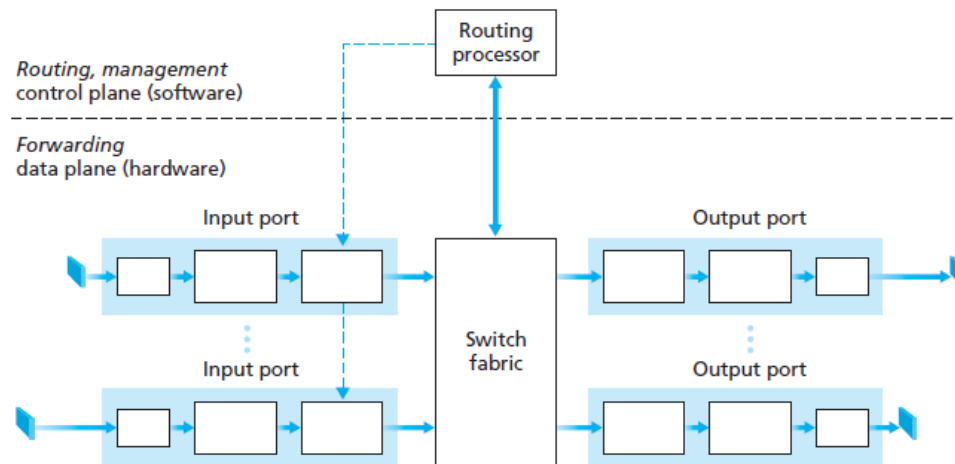 Routing
processor
Routing, management
control plane (software)
Forwarding
data plane (hardware)
Input port
Output port
Switch
fabric
Input port
Output port